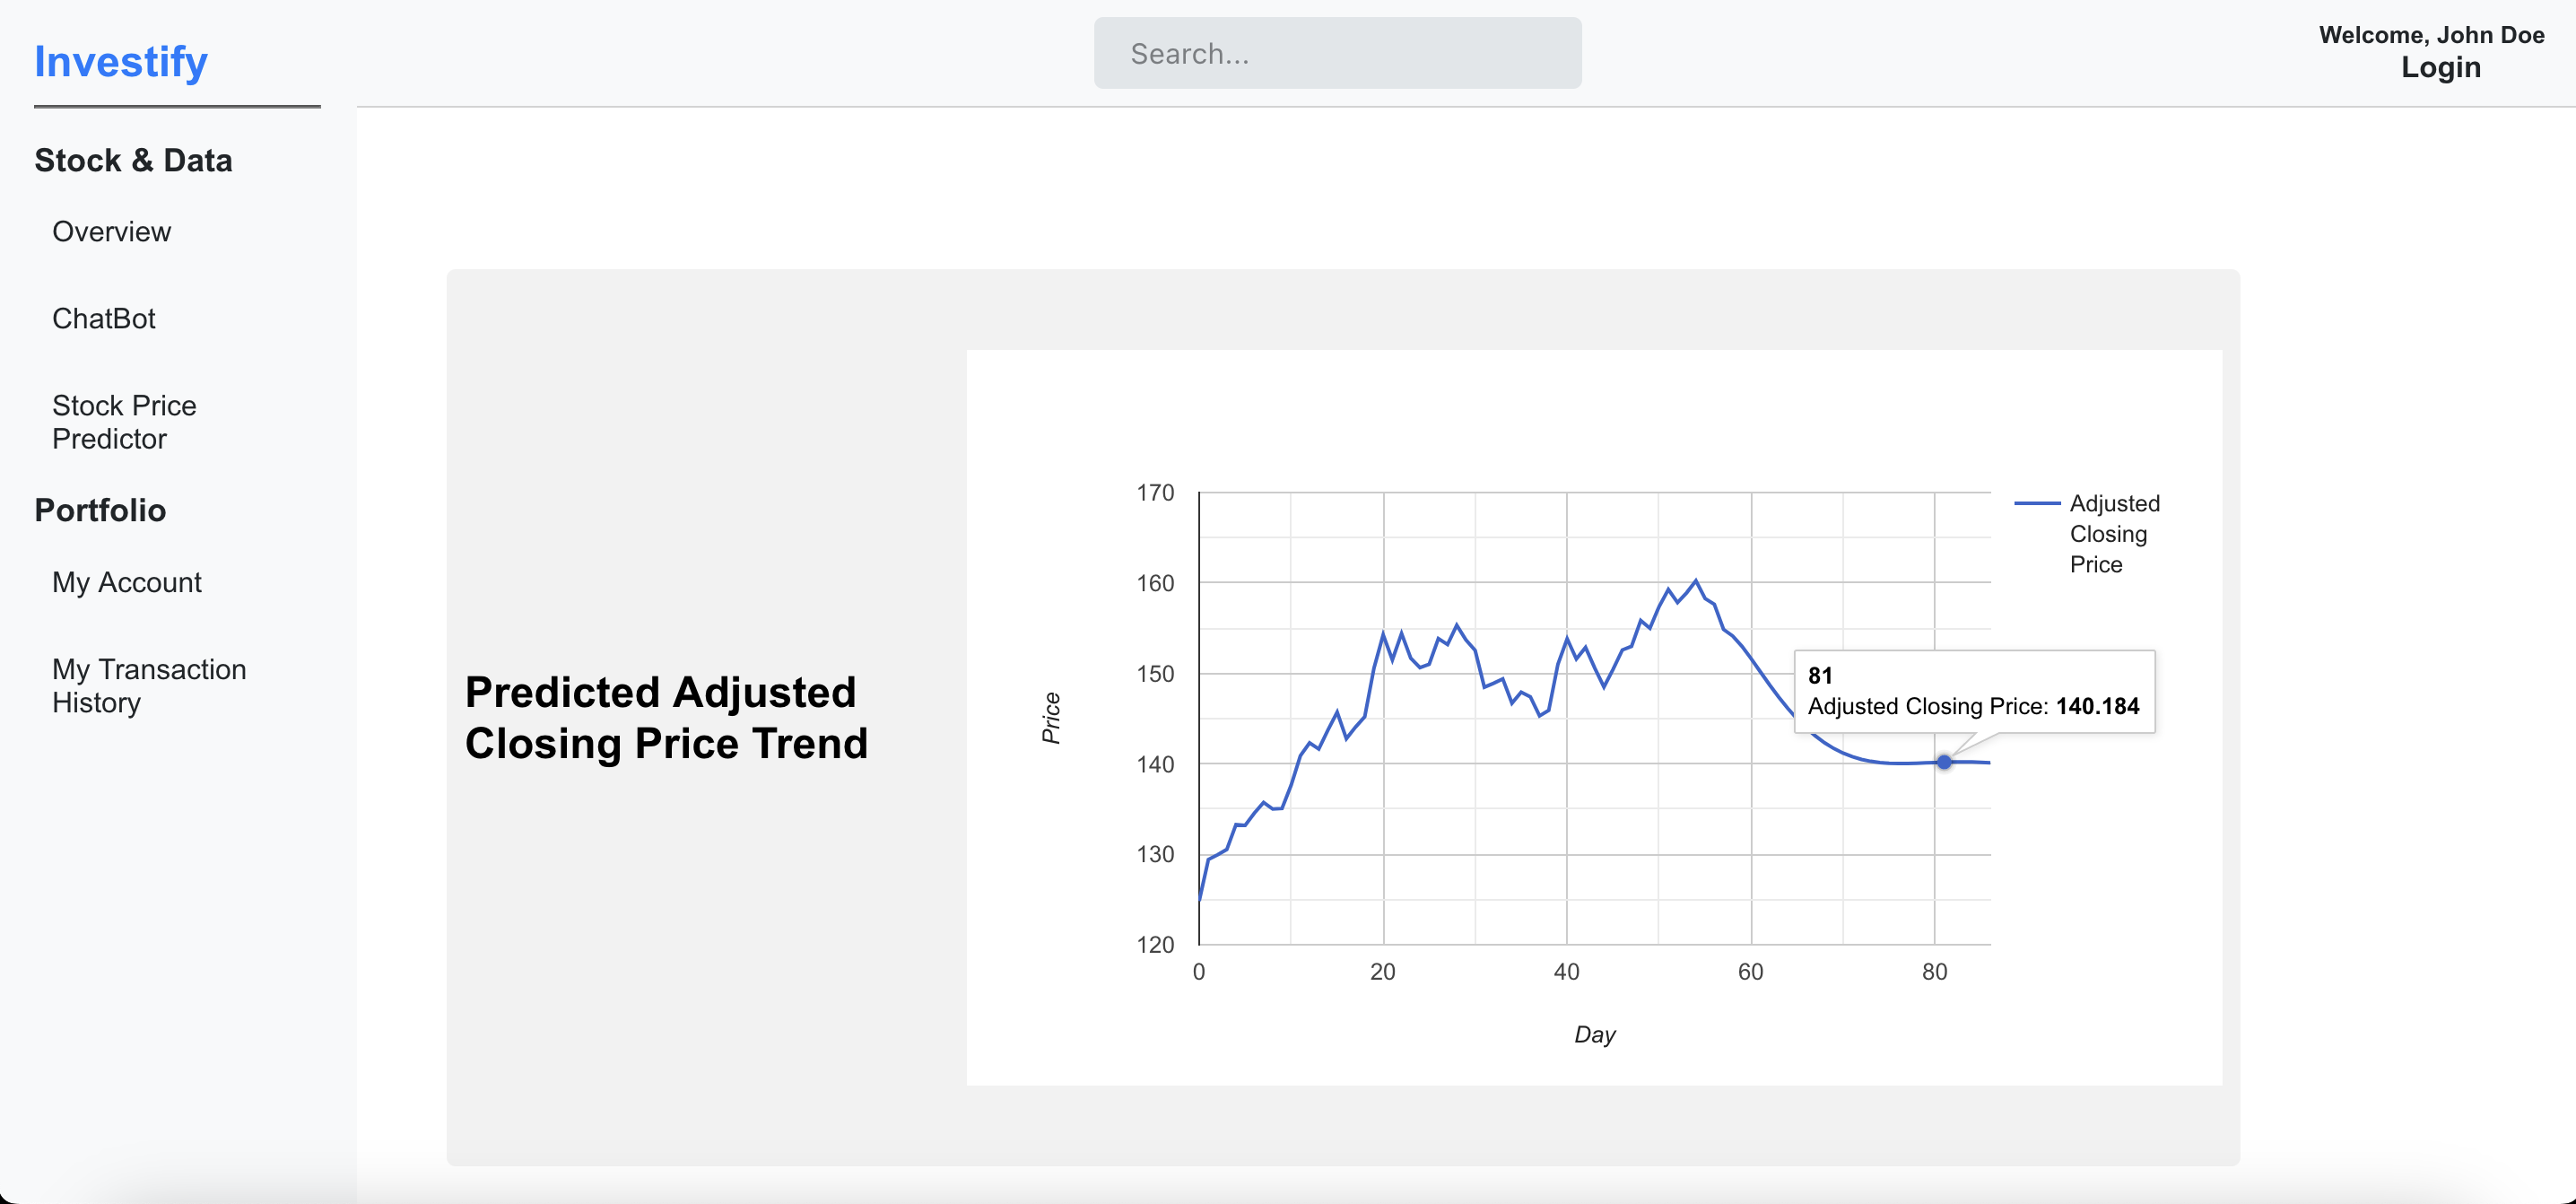 Investify
Search...
Welcome, John Doe
Login
Stock & Data
Overview
ChatBot
Stock Price
Predictor
Portfolio
My Account
My Transaction
History
Predicted Adjusted
Closing Price Trend
Price
170
160
150
140
130
120
0
20
40
60
80
Day
Adjusted
Closing
Price
81
Adjusted Closing Price: 140.184